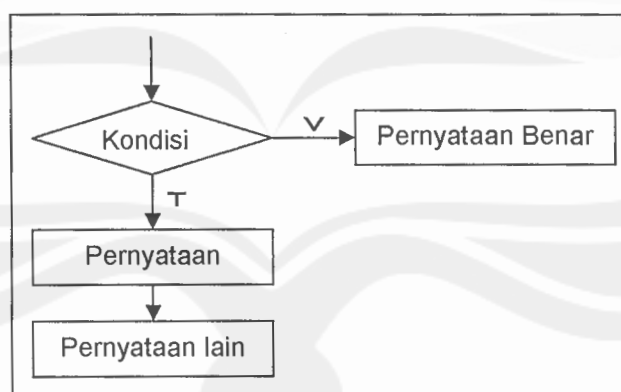 Kondisi
V
Pernyataan Benar
T
Pernyataan
Pernyataan lain